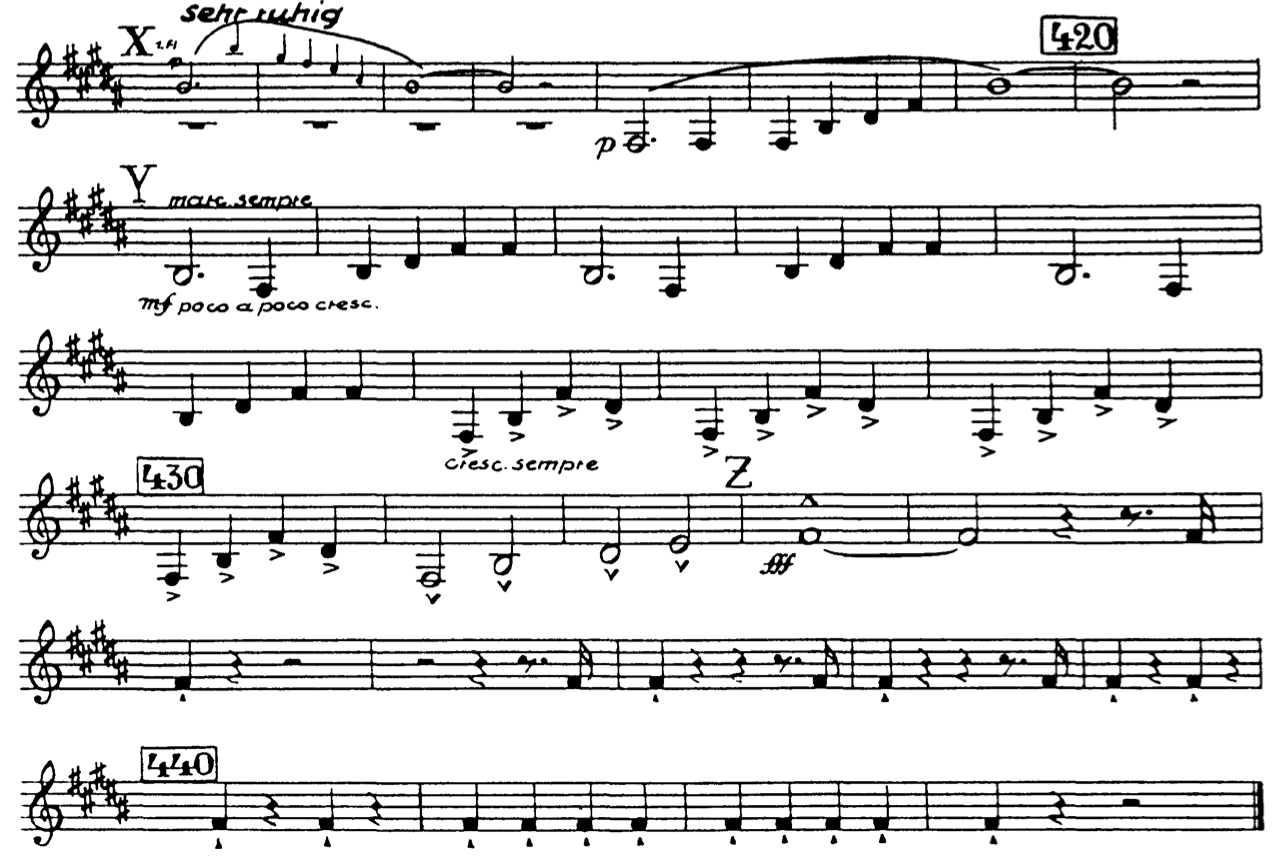 sehr ruhig
X 1.Fl 420
p p
Y marc. sempre
mf poco a poco cresc.
cresc. sempre
430 Z
fff
440